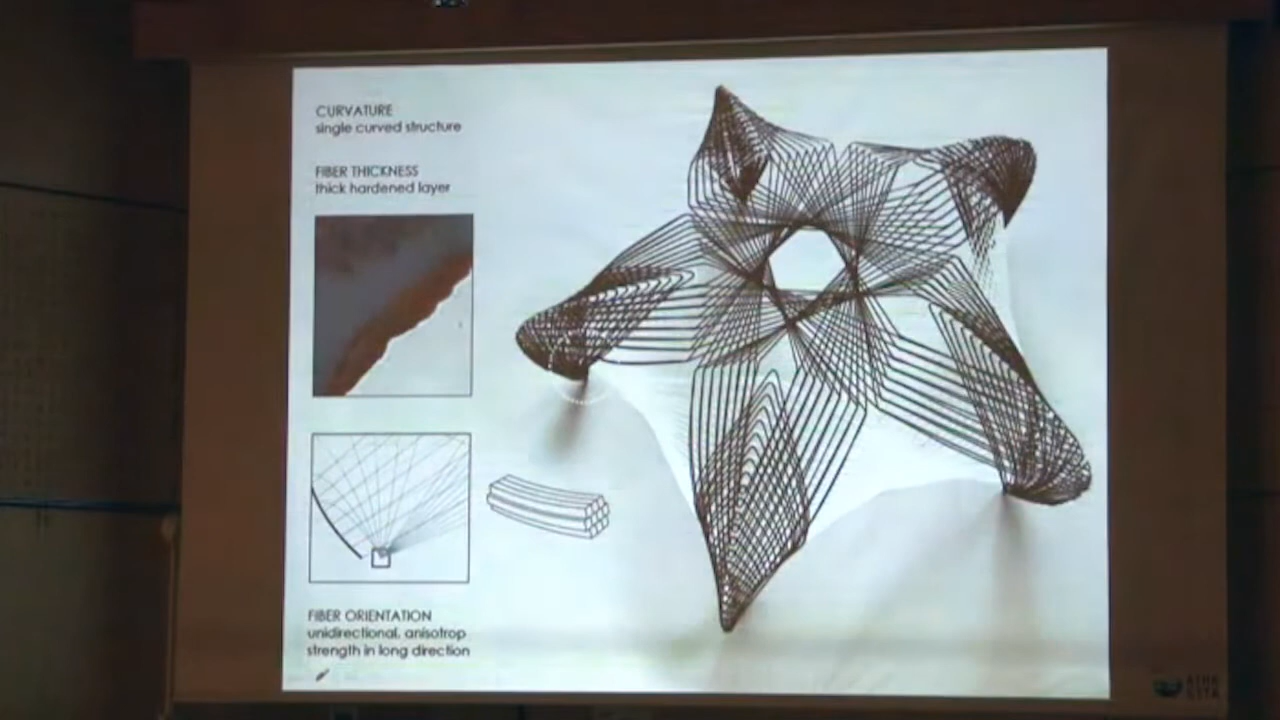 CURVATURE
single curved structure
FIBER THICKNESS
thick hardened layer
FIBER ORIENTATION
unidirectional, anisotrop
strength in long direction